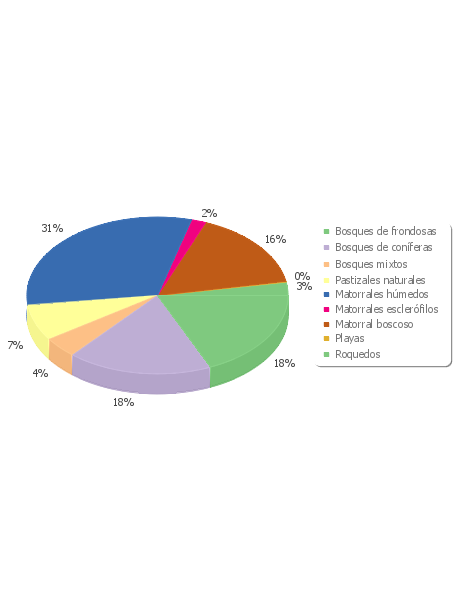 31%
2%
16%
0%
3%
18%
18%
4%
7%
Bosques de frondosas
Bosques de coníferas
Bosques mixtos
Pastizales naturales
Matorrales húmedos
Matorrales esclerófilos
Matorral boscoso
Playas
Roquedos